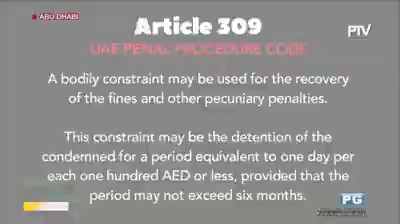 ABU DHABI
Article 309
PTV
UAE PENAL PROCEDURE CODE
A bodily constraint may be used for the recovery
of the fines and other pecuniary penalties.
This constraint may be the detention of the
condemned for a period equivalent to one day per
each one hundred AED or less, provided that the
period may not exceed six months.
PG